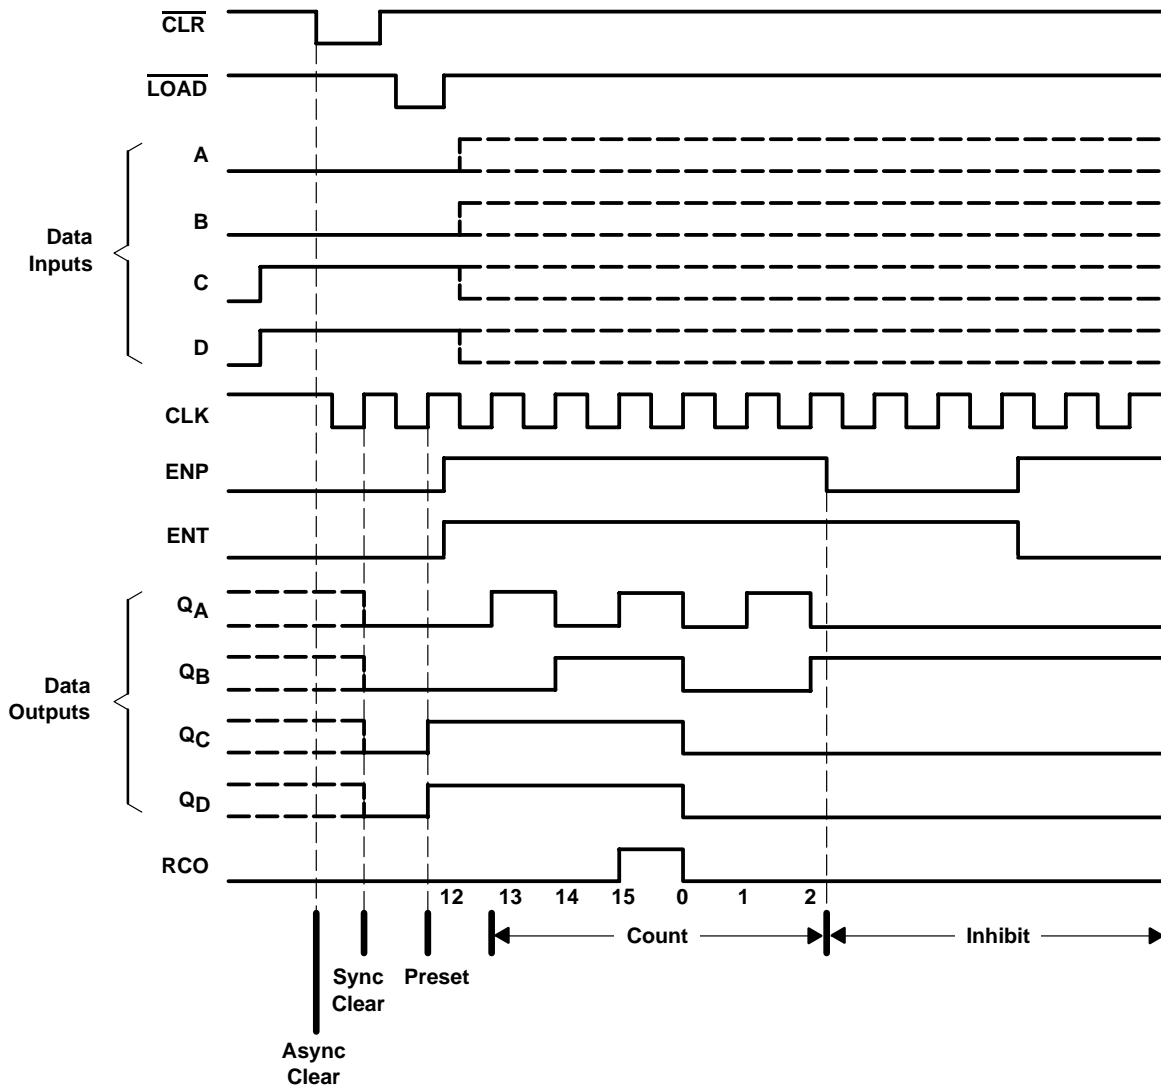 CLR
LOAD
A
B
Data
Inputs
C
D
CLK
ENP
ENT
QA
QB
Data
Outputs
QC
QD
RCO
12 13 14 15 0 1 2
Count Inhibit
Sync
Clear
Preset
Async
Clear